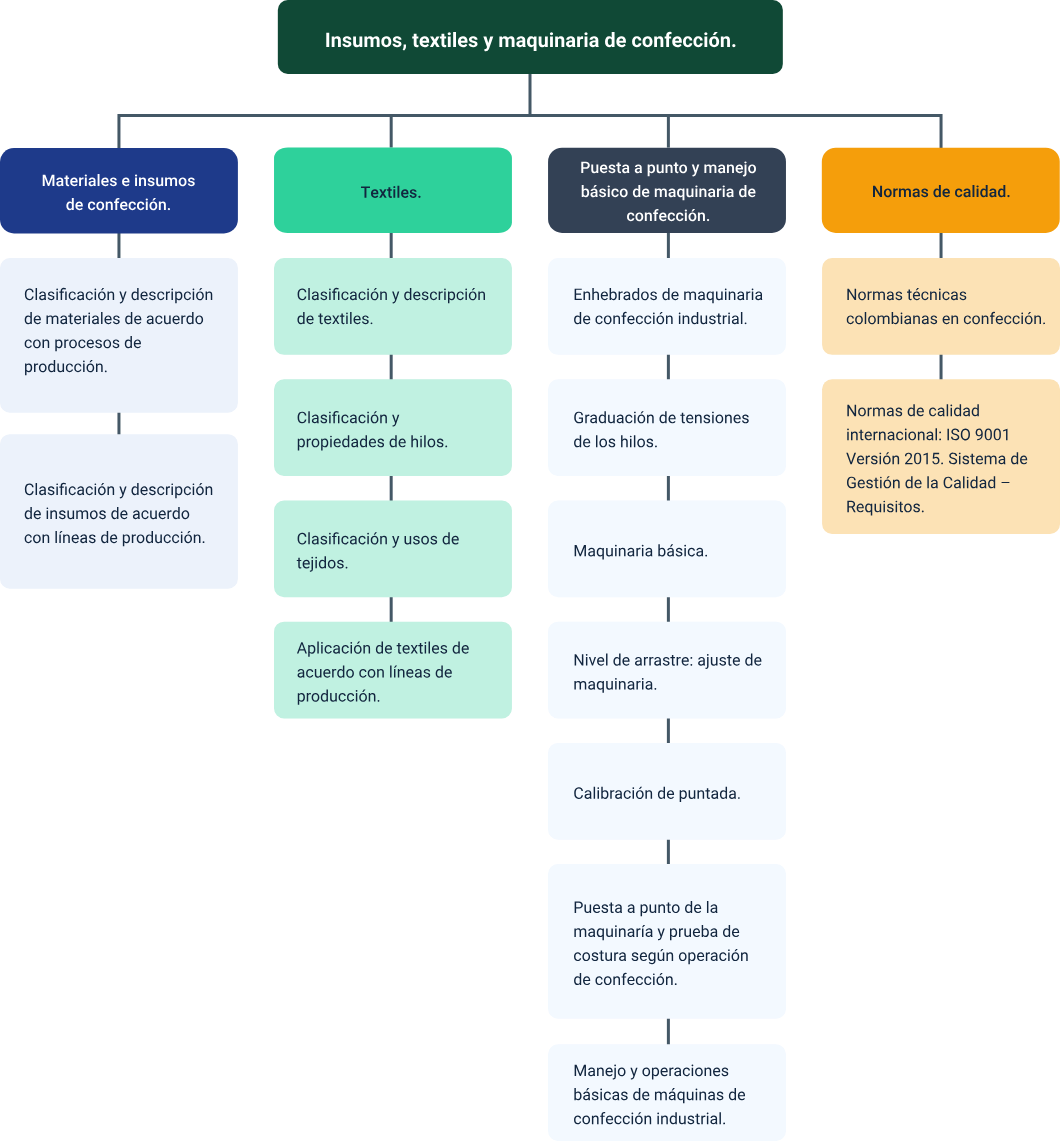 Insumos, textiles y maquinaria de confección.
Materiales e insumos
de confección.
Clasificación y descripción
de materiales de acuerdo
con procesos de
producción.
Clasificación y descripción
de insumos de acuerdo
con líneas de producción.
Textiles.
Clasificación y descripción
de textiles.
Clasificación y
propiedades de hilos.
Clasificación y usos de
tejidos.
Aplicación de textiles de
acuerdo con líneas de
producción.
Puesta a punto y manejo
básico de maquinaria de
confección.
Enhebrados de maquinaria
de confección industrial.
Graduación de tensiones
de los hilos.
Maquinaria básica.
Nivel de arrastre: ajuste de
maquinaria.
Calibración de puntada.
Puesta a punto de la
maquinaría y prueba de
costura según operación
de confección.
Manejo y operaciones
básicas de máquinas de
confección industrial.
Normas de calidad.
Normas técnicas
colombianas en confección.
Normas de calidad
internacional: ISO 9001
Versión 2015. Sistema de
Gestión de la Calidad –
Requisitos.